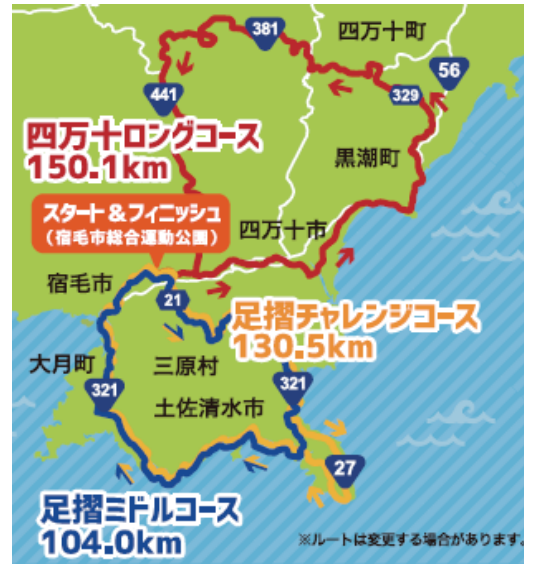 381
四万十町
56
441
329
四万十ロングコース
150.1km
黒潮町
スタート&フィニッシュ
(宿毛市総合運動公園)
四万十市
宿毛市
21
足摺チャレンジコース
130.5km
大月町
三原村
321
321
土佐清水市
27
足摺ミドルコース
104.0km
※ルートは変更する場合があります。